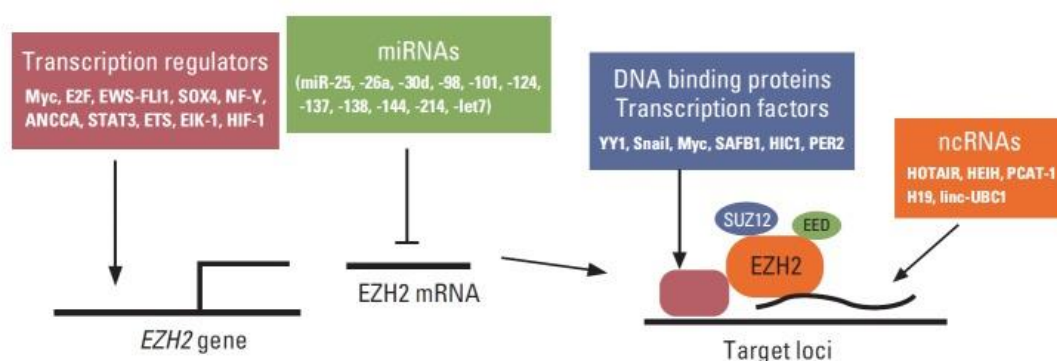 Transcription regulators
Myc, E2F, EWS-FLI1, SOX4, NF-Y,
ANCCA, STAT3, ETS, EIK-1, HIF-1
miRNAs
(miR-25, -26a, -30d, -98, -101, -124,
-137, -138, -144, -214, -let7)
DNA binding proteins
Transcription factors
YY1, Snail, Myc, SAFB1, HIC1, PER2
ncRNAs
HOTAIR, HEIH, PCAT-1
H19, linc-UBC1
SUZ12
EED
EZH2
EZH2 mRNA
EZH2 gene
Target loci